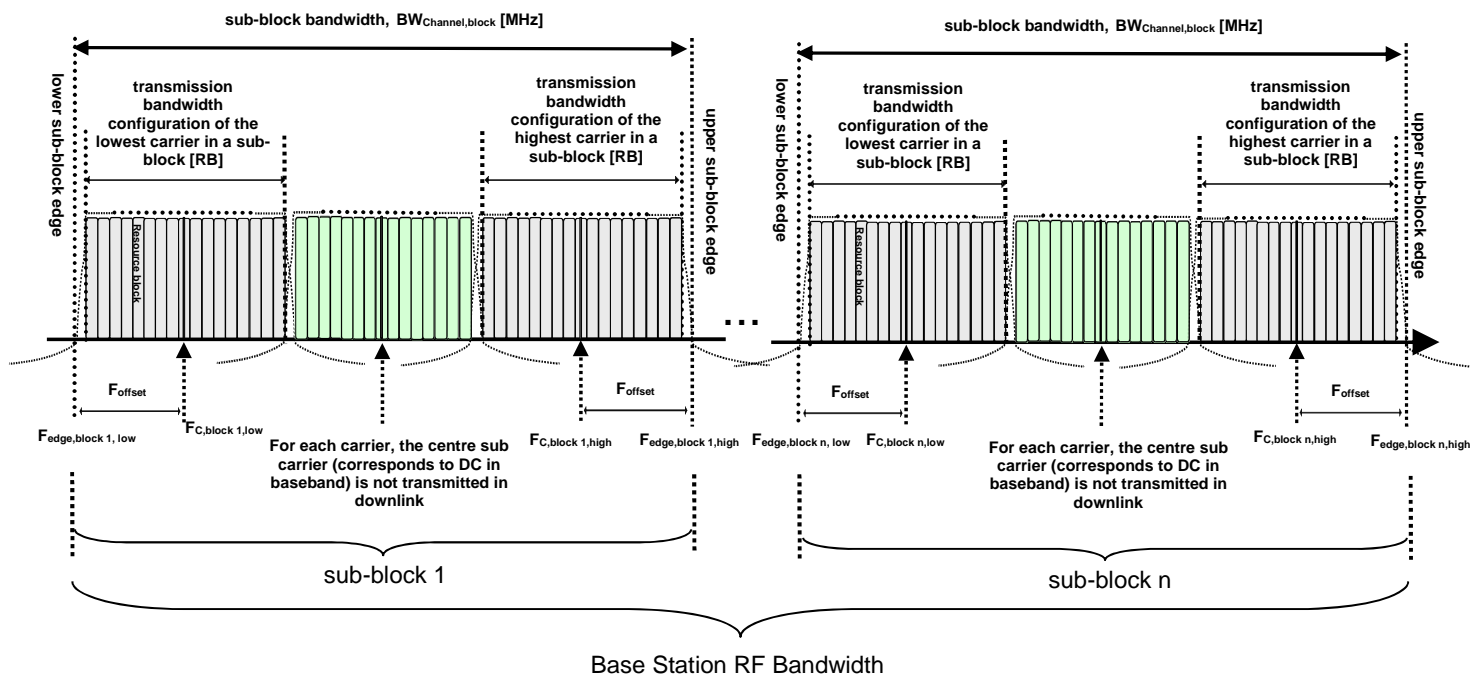 sub-block bandwidth, BWChannel,block [MHz]
lower sub-block edge
transmission
bandwidth
configuration of the
lowest carrier in a sub-
block [RB]
transmission
bandwidth
configuration of the
highest carrier in a
sub-block [RB]
upper sub-block edge
Resource block
Foffset
Foffset
Fedge,block 1, low
FC,block 1,low
For each carrier, the centre sub
carrier (corresponds to DC in
baseband) is not transmitted in
downlink
FC,block 1,high
Fedge,block 1,high
sub-block 1
...
sub-block bandwidth, BWChannel,block [MHz]
lower sub-block edge
transmission
bandwidth
configuration of the
lowest carrier in a
sub-block [RB]
transmission
bandwidth
configuration of the
highest carrier in a
sub-block [RB]
upper sub-block edge
Resource block
Foffset
Foffset
Fedge,block n, low
FC,block n,low
For each carrier, the centre sub
carrier (corresponds to DC in
baseband) is not transmitted in
downlink
FC,block n,high
Fedge,block n,high
sub-block n
Base Station RF Bandwidth